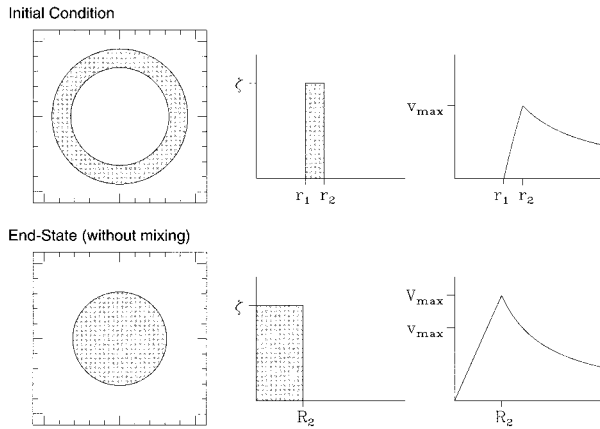 Initial Condition
ζ
r₁ r₂
Vmax
r₁ r₂
End-State (without mixing)
ζ
R₂
Vmax
Vmax
R₂